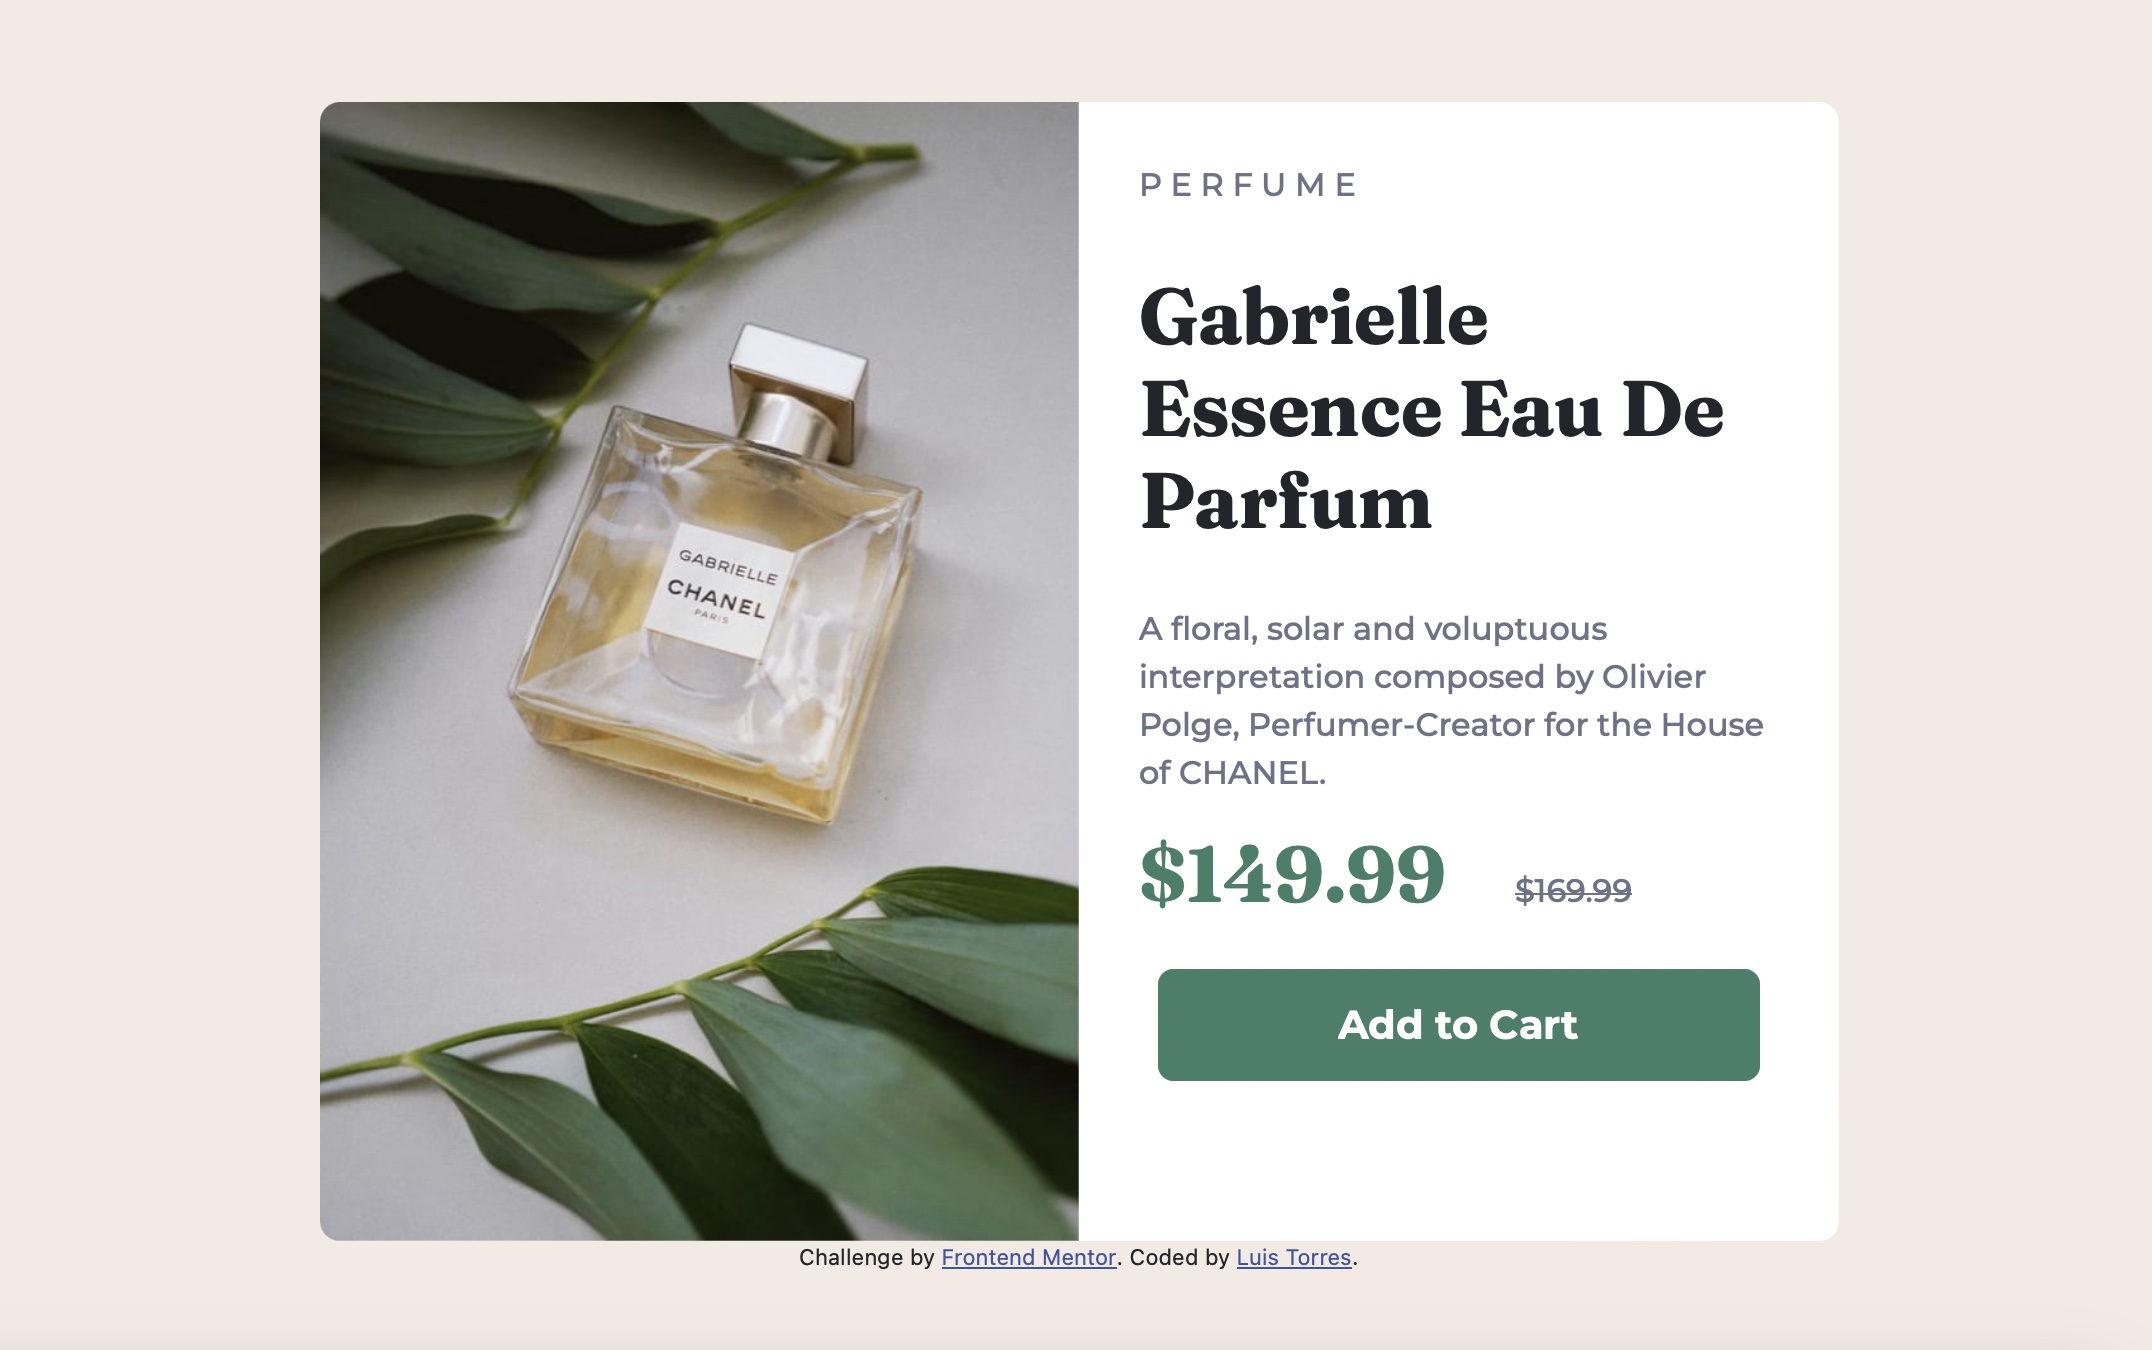 GABRIELLE
CHANEL
PARIS
PERFUME
Gabrielle
Essence Eau De
Parfum
A floral, solar and voluptuous
interpretation composed by Olivier
Polge, Perfumer-Creator for the House
of CHANEL.
$149.99 $169.99
Add to Cart
Challenge by Frontend Mentor. Coded by Luis Torres.